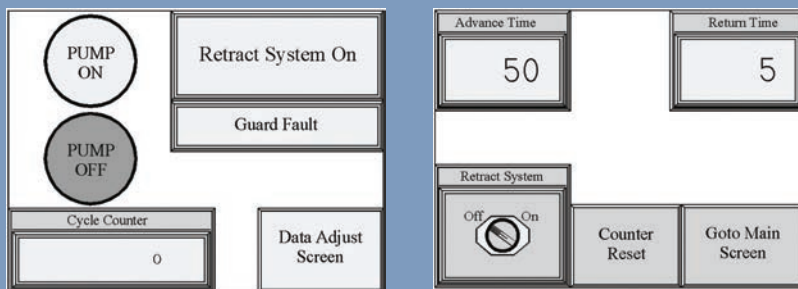 PUMP
ON
Retract System On
Guard Fault
PUMP
OFF
Cycle Counter
0
Data Adjust
Screen
Advance Time
50
Return Time
5
Retract System
Off
On
Counter
Reset
Goto Main
Screen